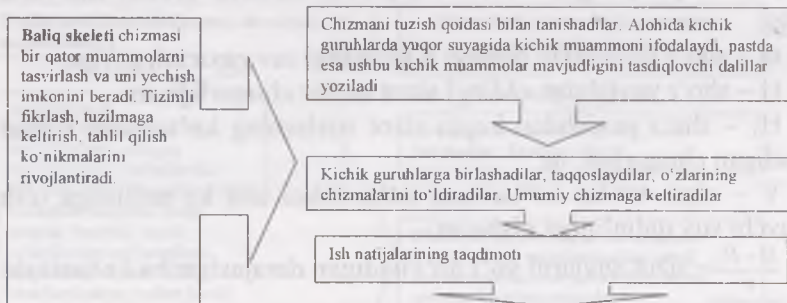 Baliq skeleti chizmasi
bir qator muammolarni
tasvirlash va uni yechish
imkonini beradi. Tizimli
fikrlash, tuzilmaga
keltirish, tahlil qilish
ko'nikmalarini
rivojlantiradi.
Chizmani tuzish qoidasi bilan tanishadilar. Alohida kichik
guruhlarda yuqor suyagida kichik muammoni ifodalaydi, pastda
esa ushbu kichik muammolar mavjudligini tasdiqlovchi dalillar
yoziladi
Kichik guruhlarga birlashadilar, taqqoslaydilar, o'zlarining
chizmalarini to'ldiradilar. Umumiy chizmaga keltiradilar
Ish natijalarining taqdimoti